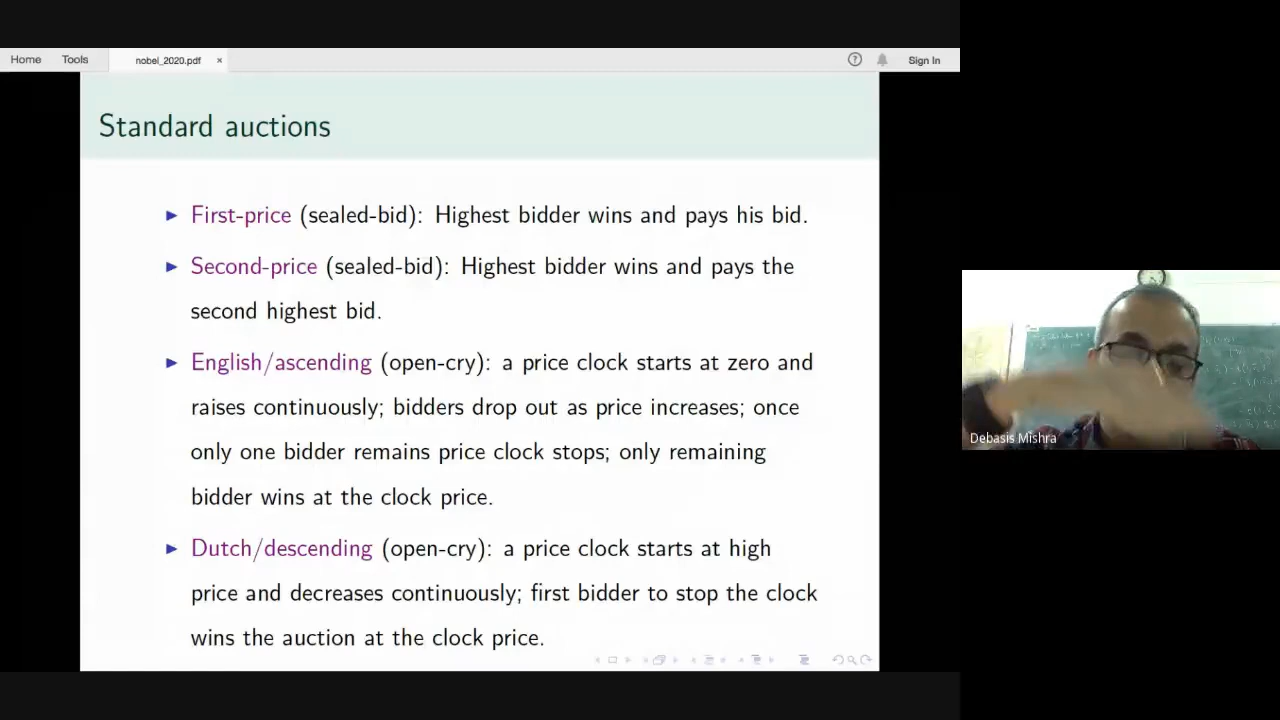 Home Tools nobel_2020.pdf × ? Sign In
Standard auctions
▶ First-price (sealed-bid): Highest bidder wins and pays his bid.
▶ Second-price (sealed-bid): Highest bidder wins and pays the
second highest bid.
▶ English/ascending (open-cry): a price clock starts at zero and
raises continuously; bidders drop out as price increases; once
only one bidder remains price clock stops; only remaining
bidder wins at the clock price.
▶ Dutch/descending (open-cry): a price clock starts at high
price and decreases continuously; first bidder to stop the clock
wins the auction at the clock price.
Debasis Mishra